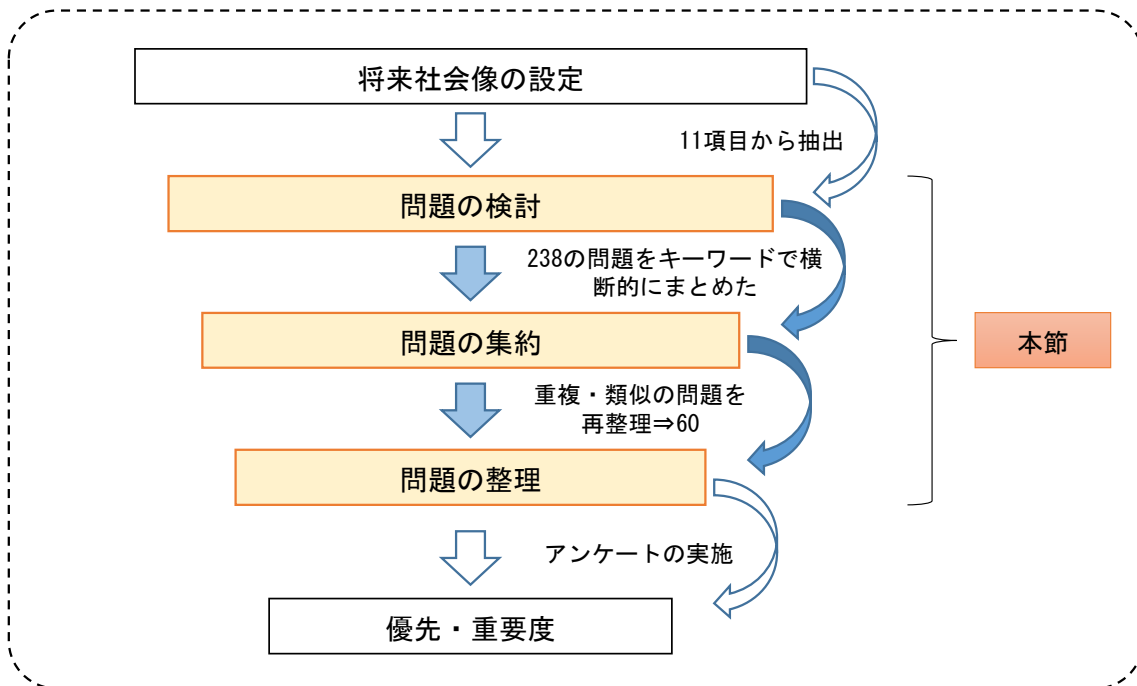 将来社会像の設定
11項目から抽出
問題の検討
238の問題をキーワードで横
断的にまとめた
問題の集約
本節
重複・類似の問題を
再整理⇒60
問題の整理
アンケートの実施
優先・重要度